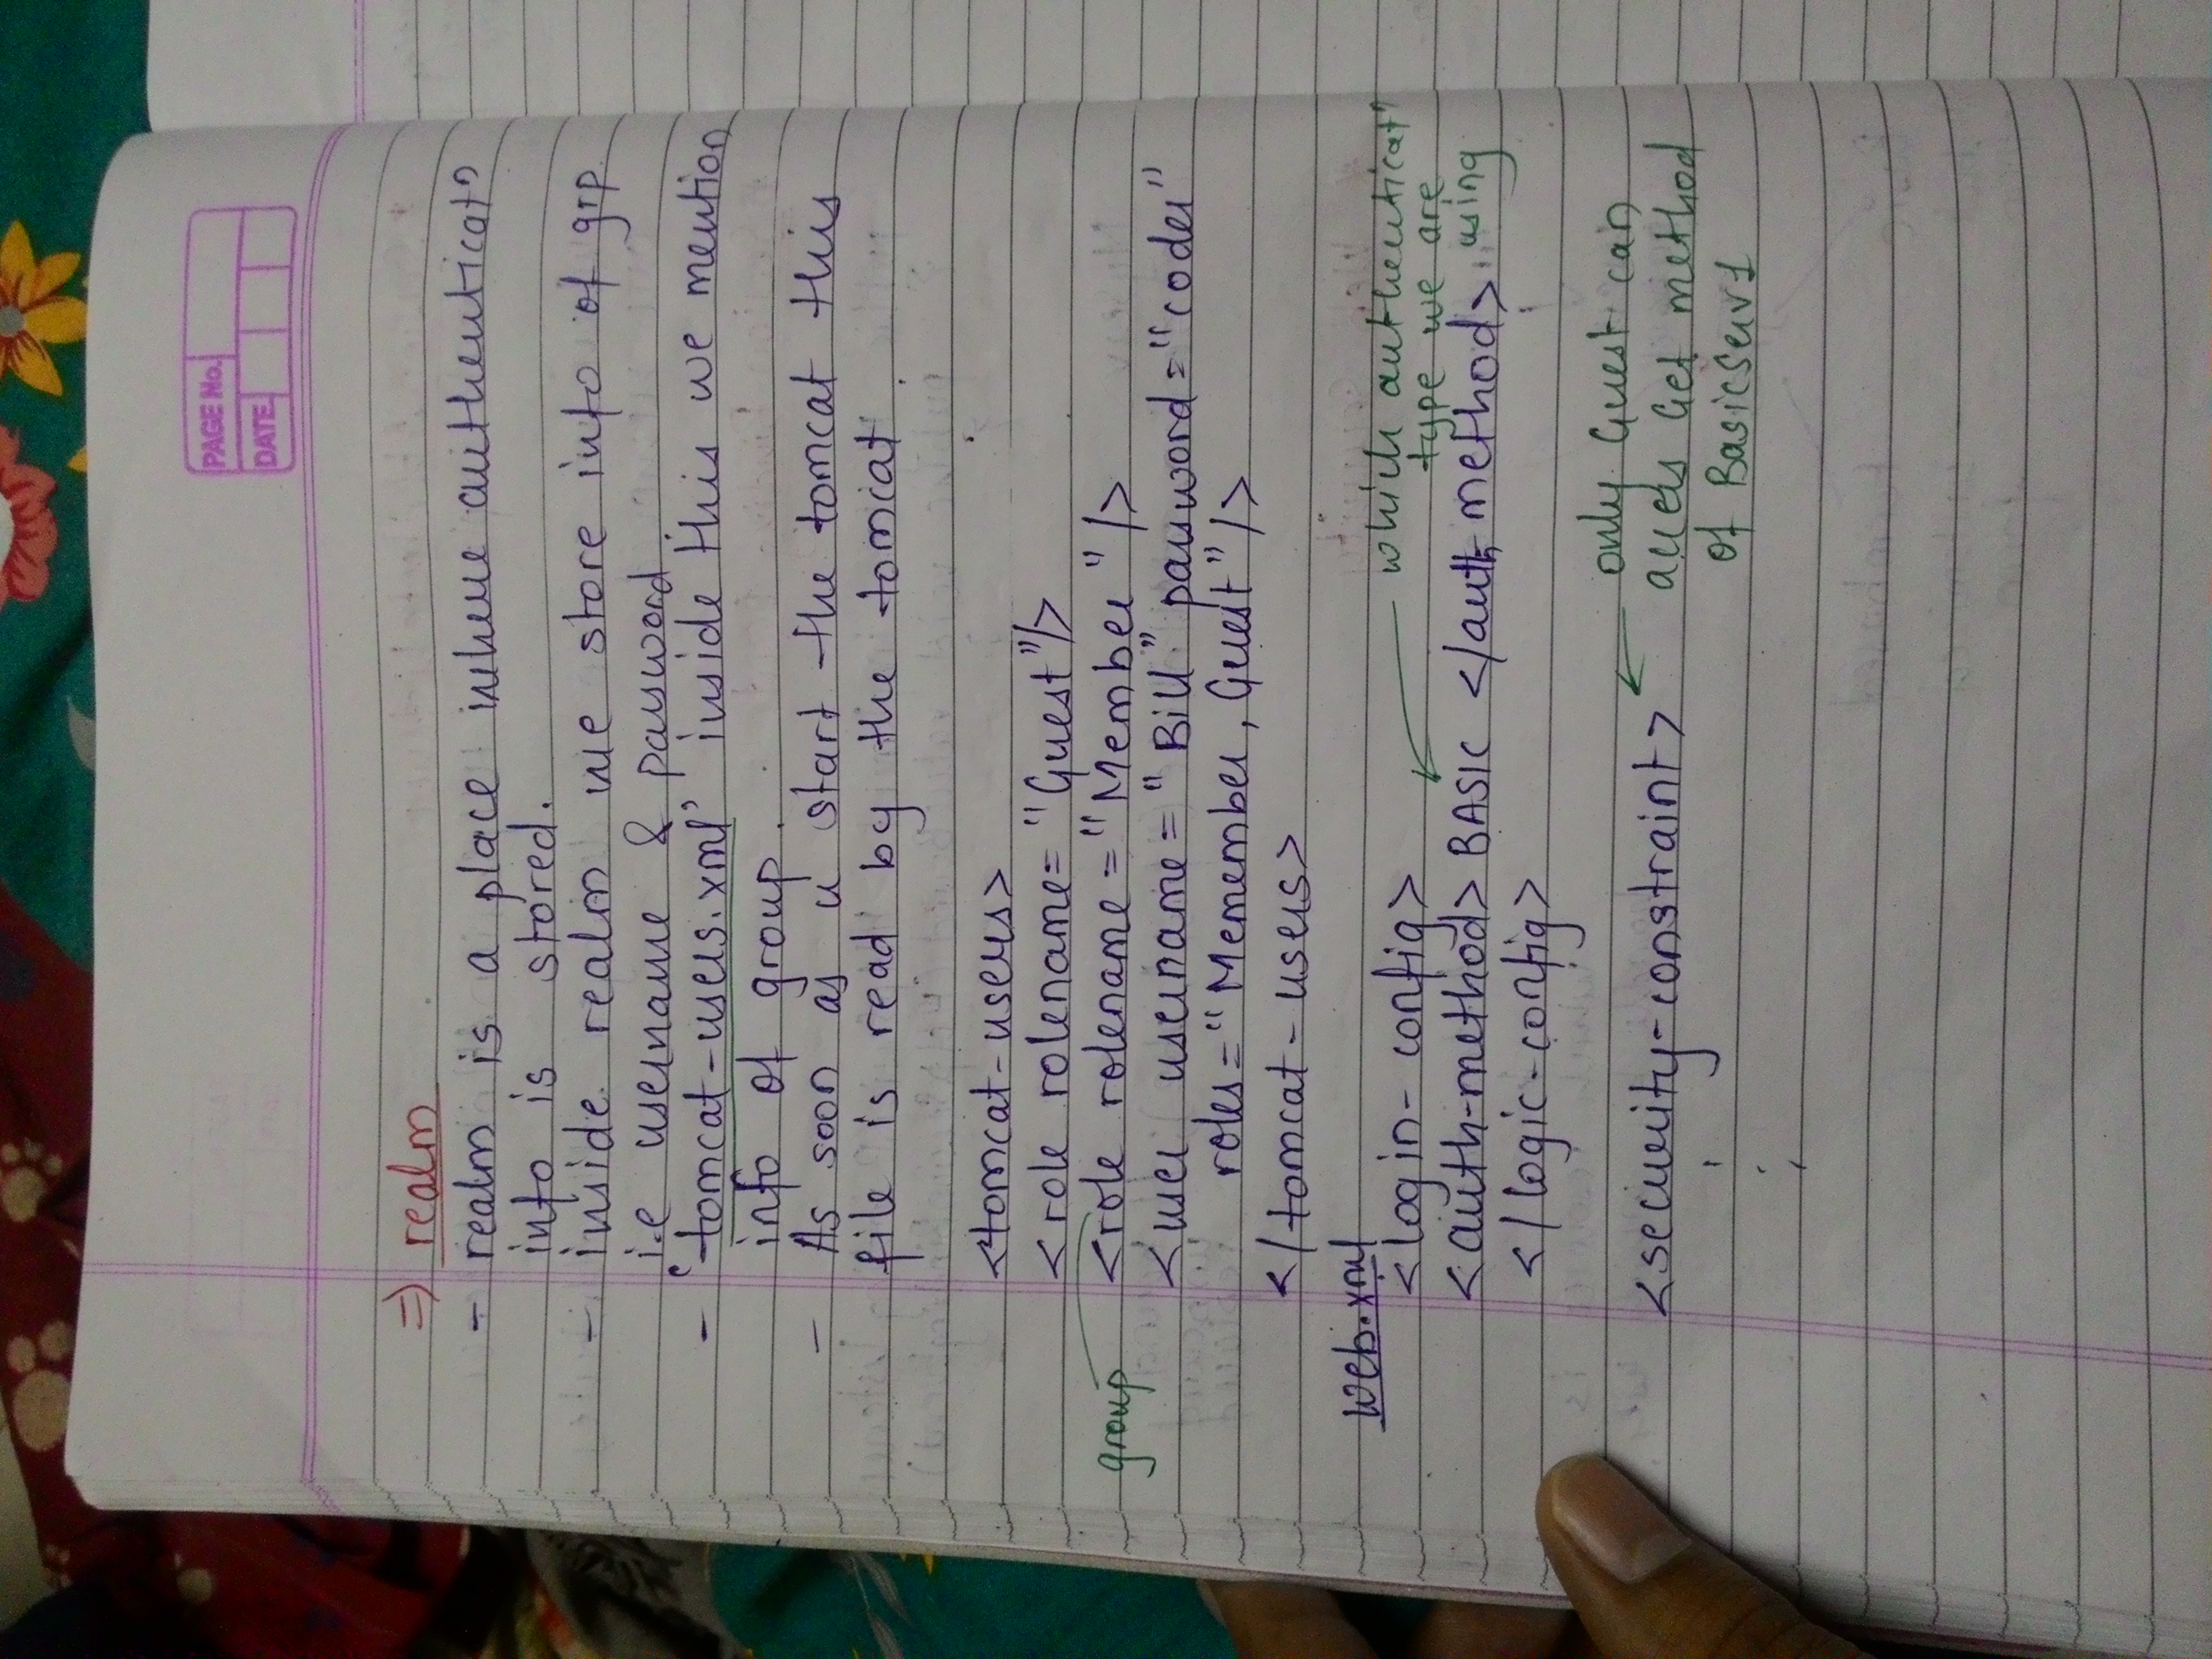 PAGE No.
DATE
=> realm
- realm is a place where authenticatn
info is stored.
- inside realm we store info of grp
i.e username & password.
- 'tomcat-users.xml' inside this we mention
info of group.
- As soon as u start the tomcat this
file is read by the tomcat.
<tomcat-users>
<role rolename= "Guest"/>
group <role rolename = "Member" />
<user username = "Bill" password = "coder"
roles = "Memember, Guest" />
</tomcat-users>
web.xml
<login-config>
which authenticatn
type we are
using
<auth-method> BASIC </auth method>
</logic-config>
<security-constraint>
only Guest can
access Get method
of BasicServ1